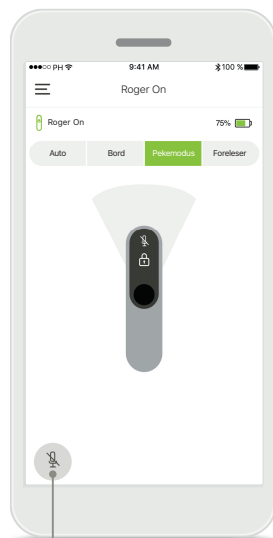 PH 9:41 AM 100 %
Roger On
Roger On 75%
Auto Bord Pekemodus Foreleser